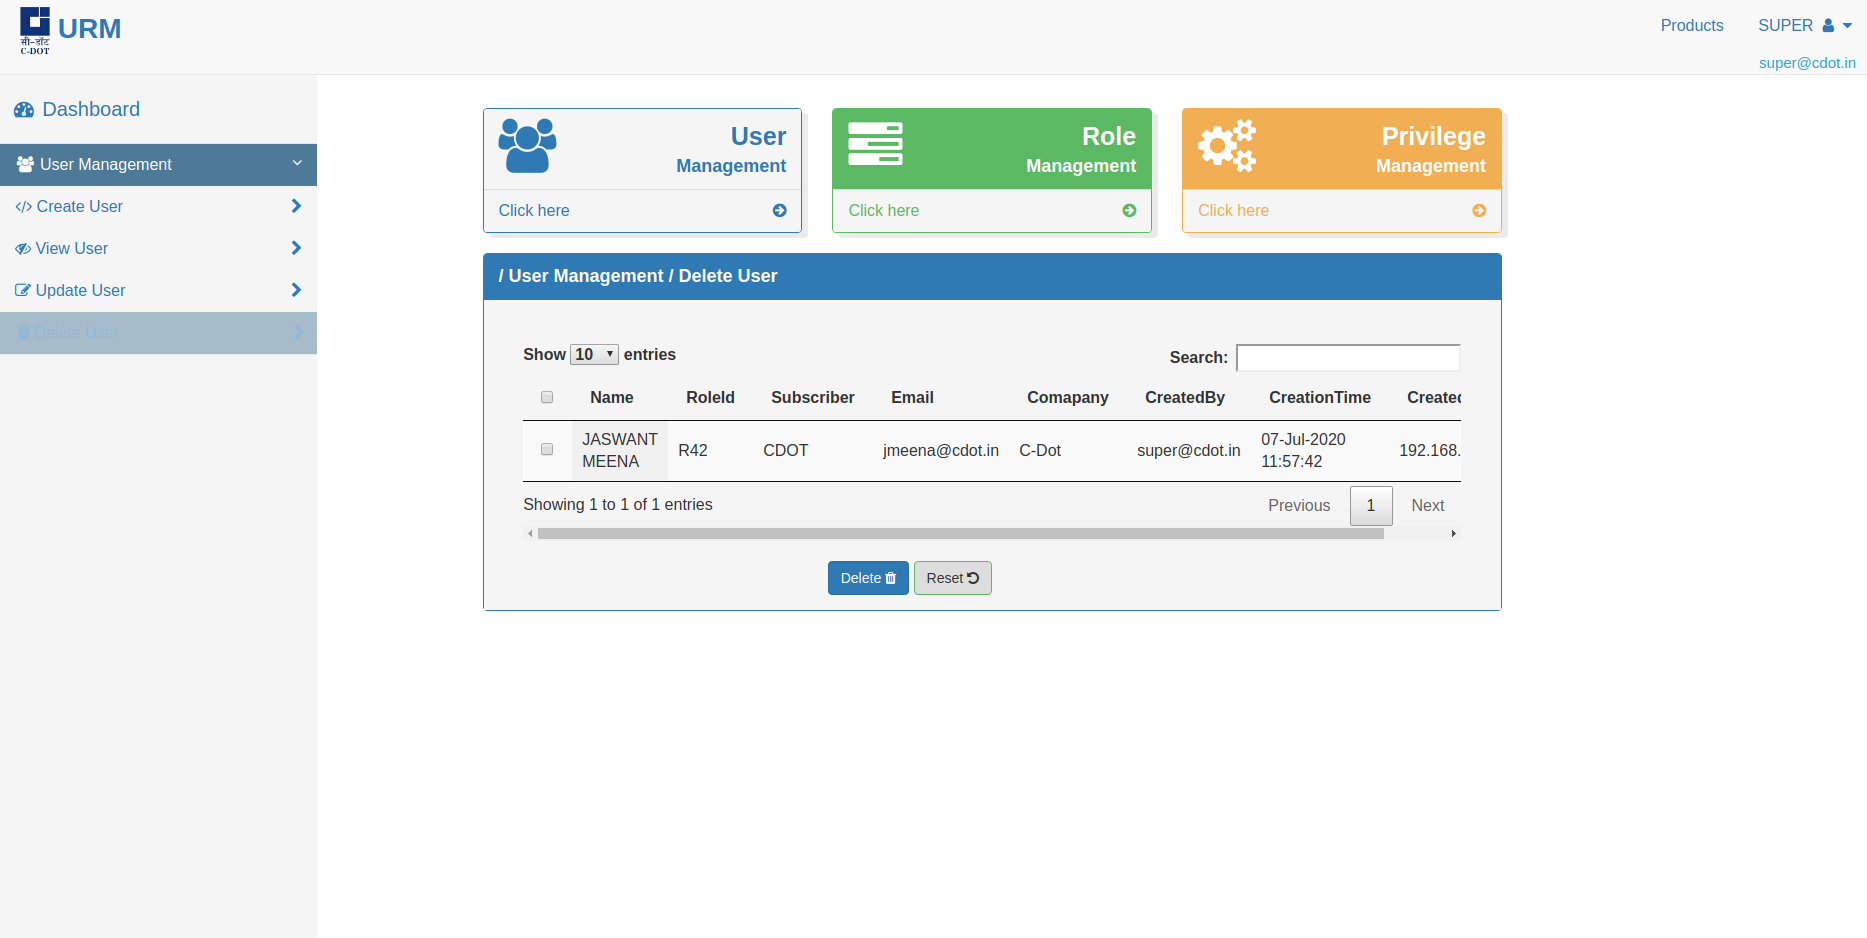 सी-डॉट
C-DOT
URM
Products
SUPER
super@cdot.in
Dashboard
User Management
Create User
View User
Update User
Delete User
User
Management
Click here
Role
Management
Click here
Privilege
Management
Click here
/ User Management / Delete User
Show 10 entries
Search:
Name RoleId Subscriber Email Comapany CreatedBy CreationTime Created
JASWANT MEENA R42 CDOT jmeena@cdot.in C-Dot super@cdot.in 07-Jul-2020 11:57:42 192.168.
Showing 1 to 1 of 1 entries
Previous 1 Next
Delete Reset